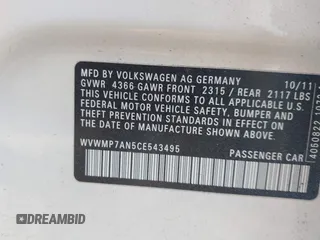 MFD BY VOLKSWAGEN AG GERMANY 10/11
GVWR 4366 GAWR FRONT 2315 / REAR 2117 LBS
THIS VEHICLE CONFORMS TO ALL APPLICABLE
FEDERAL MOTOR VEHICLE SAFETY, BUMPER AND
THEFT PREVENTION STANDARDS IN EFFECT ON THE
DATE OF MANUFACTURE SHOWN ABOVE.
WVWMP7AN5CE543495 PASSENGER CAR
DREAMBID
DREAMBID